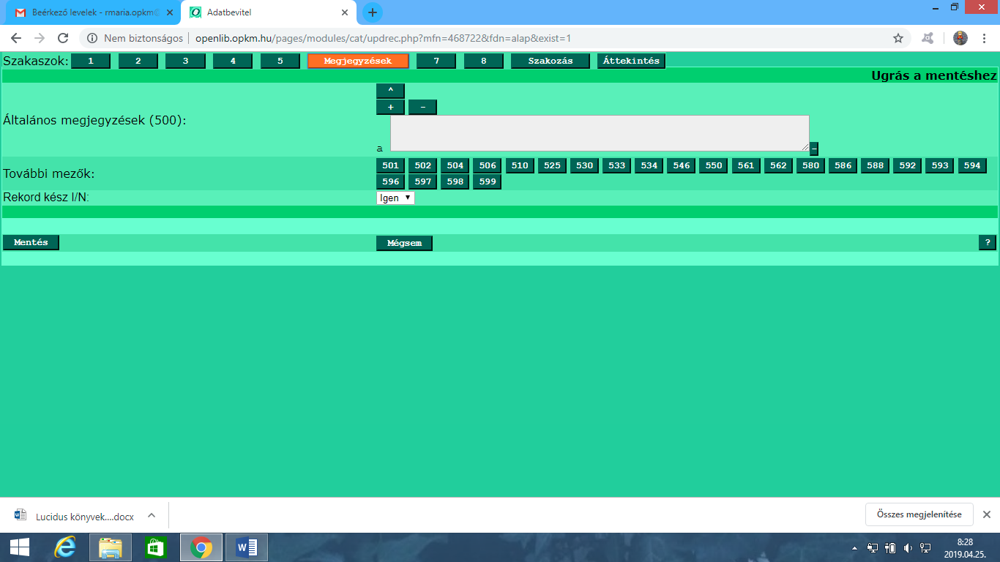 Beérkező levelek - rmaria.opkm
Adatbevitel
Nem biztonságos
openlib.opkm.hu/pages/modules/cat/updrec.php?mfn=468722&fdn=alap&exist=1
Szakaszok: 1 2 3 4 5 Megjegyzések 7 8 Szakozás Áttekintés
Ugrás a mentéshez
^
+ -
Általános megjegyzések (500):
a
-
További mezők:
501 502 504 506 510 525 530 533 534 546 550 561 562 580 586 588 592 593 594
596 597 598 599
Rekord kész I/N: Igen
Mentés Mégsem ?
Lucidus könyvek....docx
Összes megjelenítése
8:28
2019.04.25.